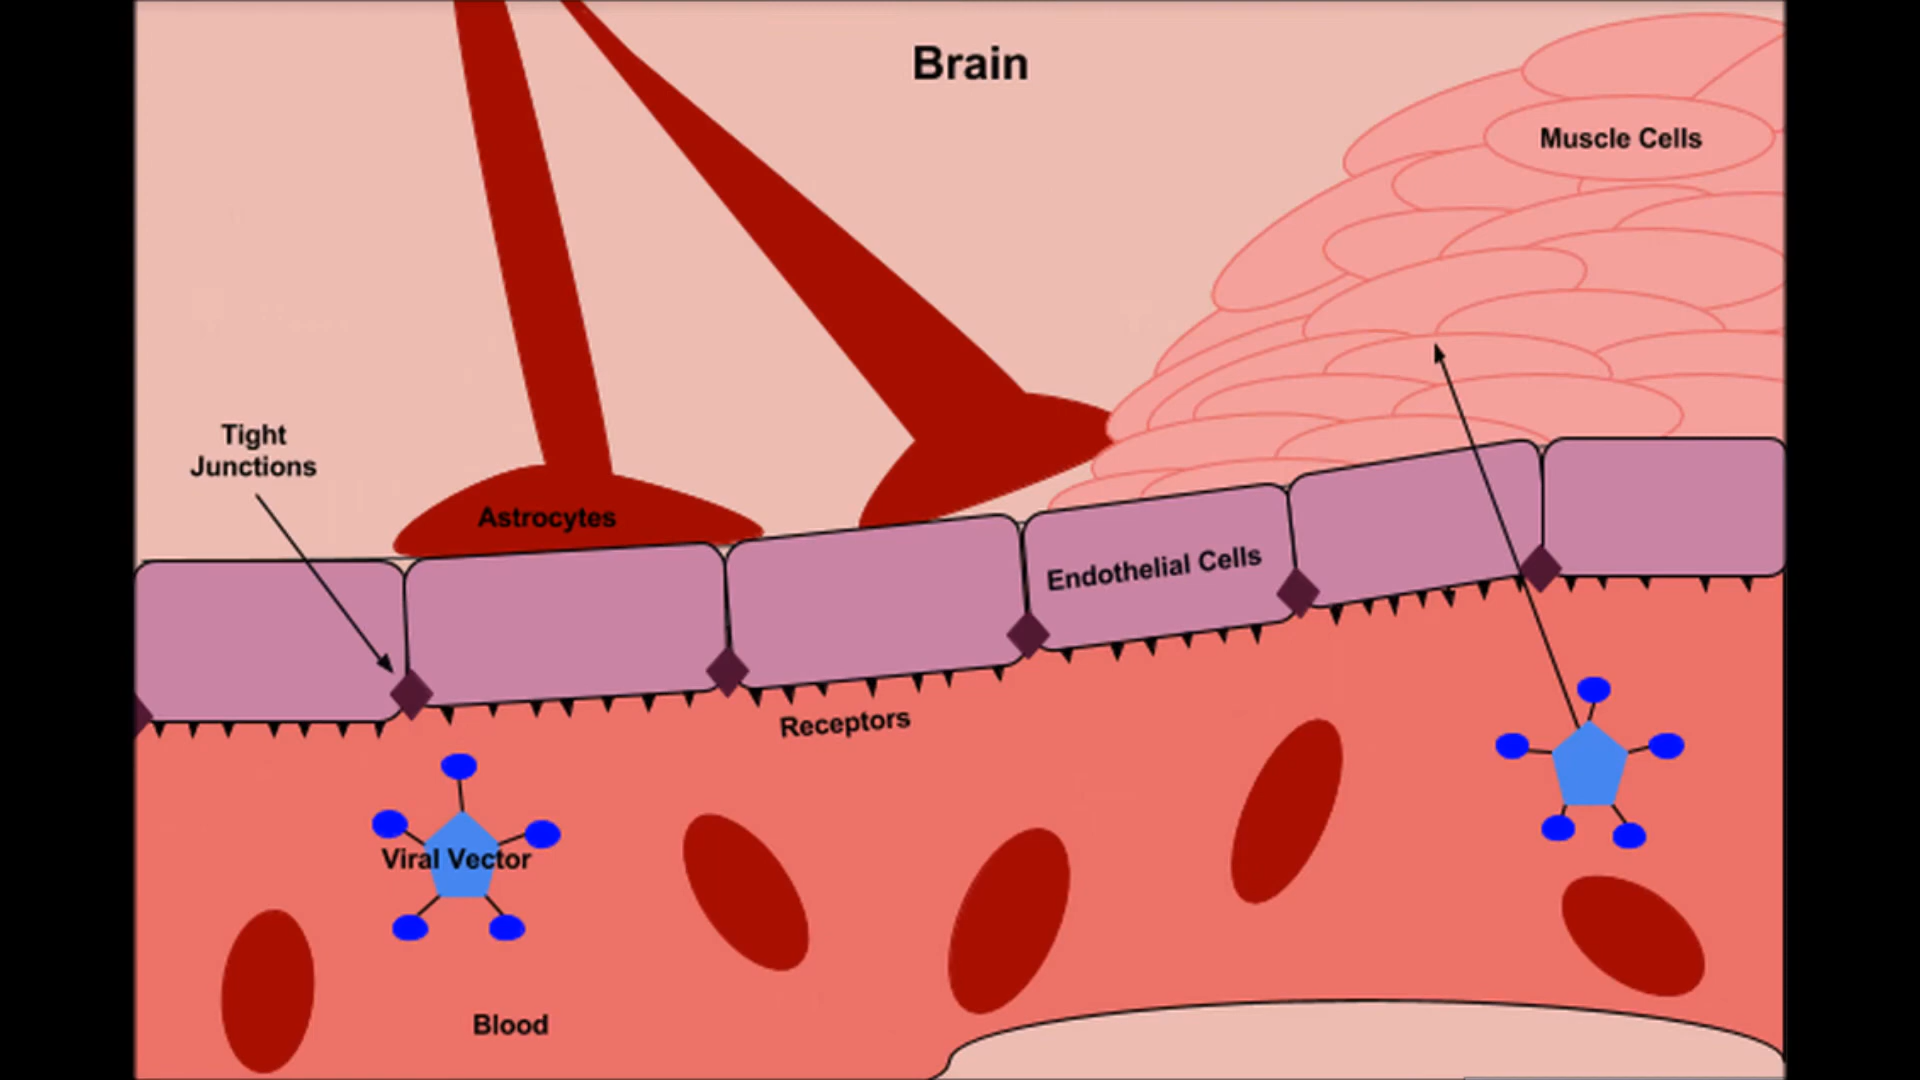 Brain
Muscle Cells
Tight
Junctions
Astrocytes
Endothelial Cells
Receptors
Viral Vector
Blood